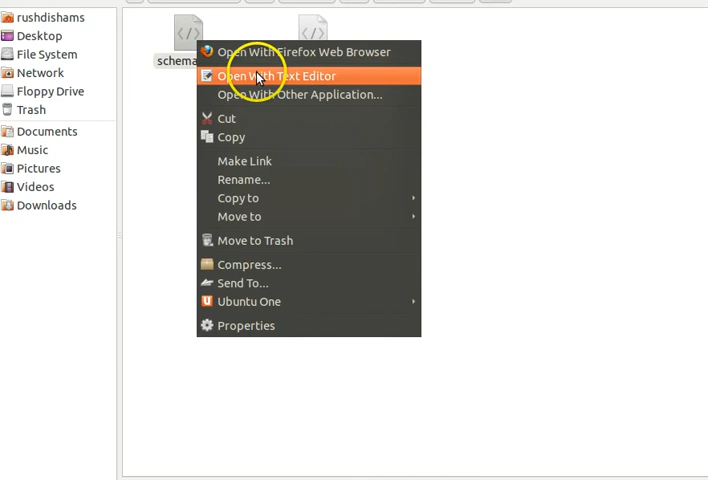 rushdishams
Desktop
File System
Network
Floppy Drive
Trash
Documents
Music
Pictures
Videos
Downloads
schema
Open With Firefox Web Browser
Open With Text Editor
Open With Other Application...
Cut
Copy
Make Link
Rename...
Copy to
Move to
Move to Trash
Compress...
Send To...
Ubuntu One
Properties